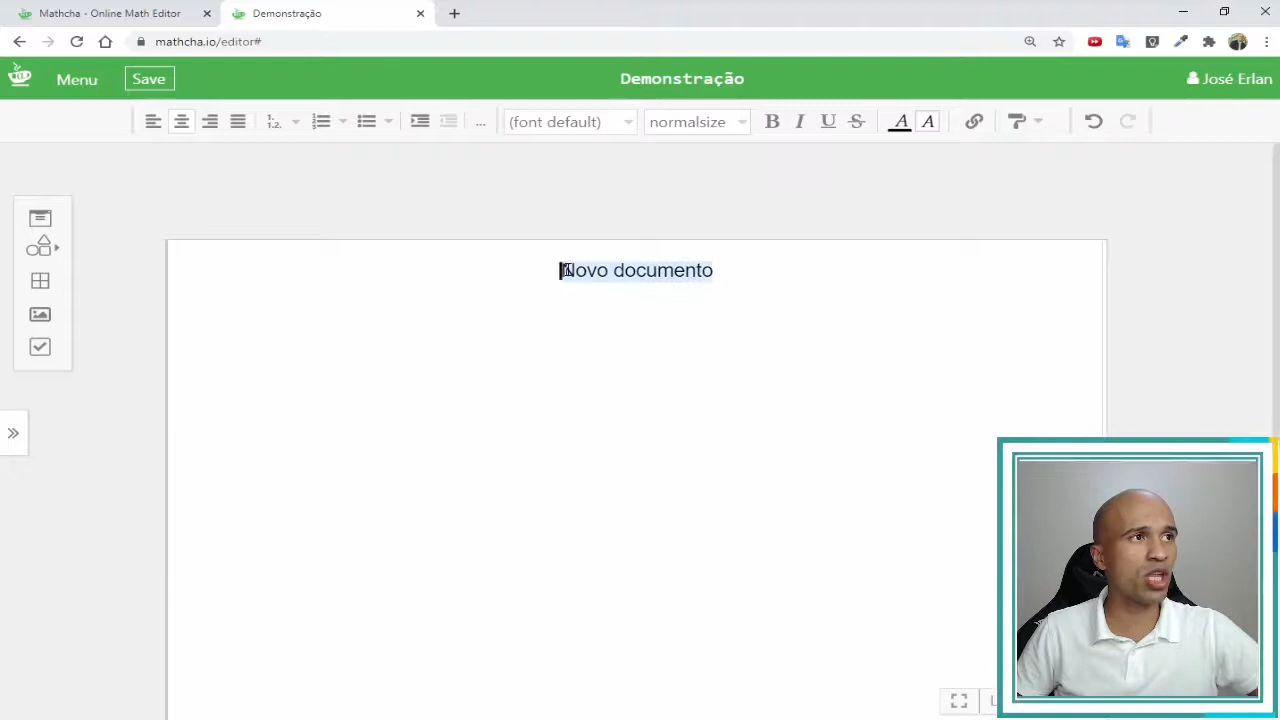 Mathcha - Online Math Editor
Demonstração
mathcha.io/editor#
Menu
Save
Demonstração
José Erlan
(font default)
normalsize
B I U S A A
Novo documento